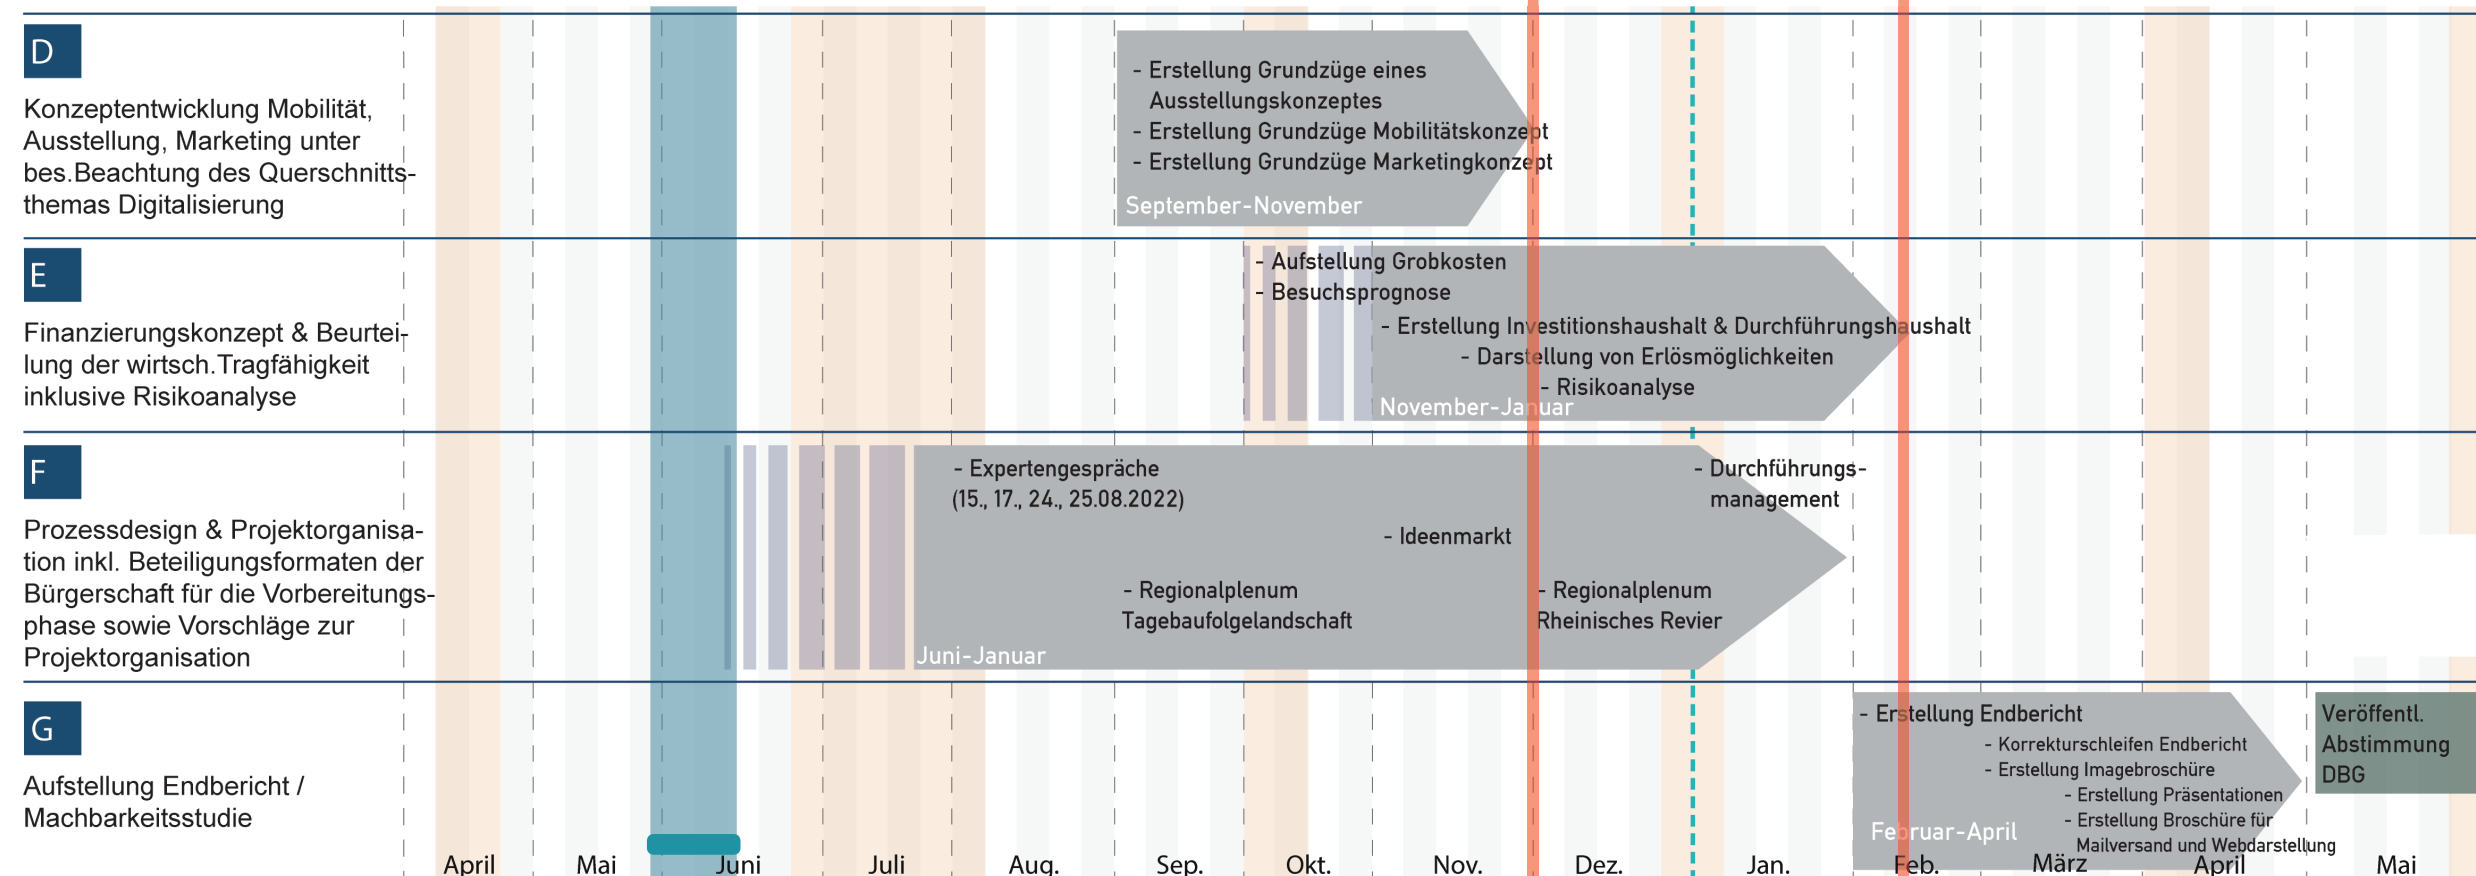 D
Konzeptentwicklung Mobilität,
Ausstellung, Marketing unter
bes.Beachtung des Querschnitts-
themas Digitalisierung
- Erstellung Grundzüge eines
Ausstellungskonzeptes
- Erstellung Grundzüge Mobilitätskonzept
- Erstellung Grundzüge Marketingkonzept
September-November
E
Finanzierungskonzept & Beurtei-
lung der wirtsch.Tragfähigkeit
inklusive Risikoanalyse
- Aufstellung Grobkosten
- Besuchsprognose
- Erstellung Investitionshaushalt & Durchführungshaushalt
- Darstellung von Erlösmöglichkeiten
- Risikoanalyse
November-Januar
F
Prozessdesign & Projektorganisa-
tion inkl. Beteiligungsformaten der
Bürgerschaft für die Vorbereitungs-
phase sowie Vorschläge zur
Projektorganisation
- Expertengespräche
(15., 17., 24., 25.08.2022)
- Durchführungs-
management
- Ideenmarkt
- Regionalplenum
Tagebaufolgelandschaft
- Regionalplenum
Rheinisches Revier
Juni-Januar
G
Aufstellung Endbericht /
Machbarkeitsstudie
- Erstellung Endbericht
- Korrekturschleifen Endbericht
- Erstellung Imagebroschüre
- Erstellung Präsentationen
- Erstellung Broschüre für
Mailversand und Webdarstellung
Februar-April
Veröffentl.
Abstimmung
DBG
April Mai Juni Juli Aug. Sep. Okt. Nov. Dez. Jan. Feb. März April Mai